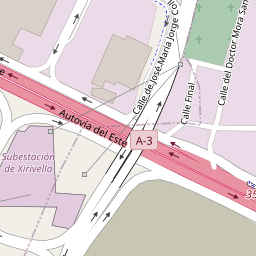 Calle de José María Jorge Co
Calle del Doctor Mora San
Calle Final
Autovía del Este
A-3
Subestación
de Xirivella
35